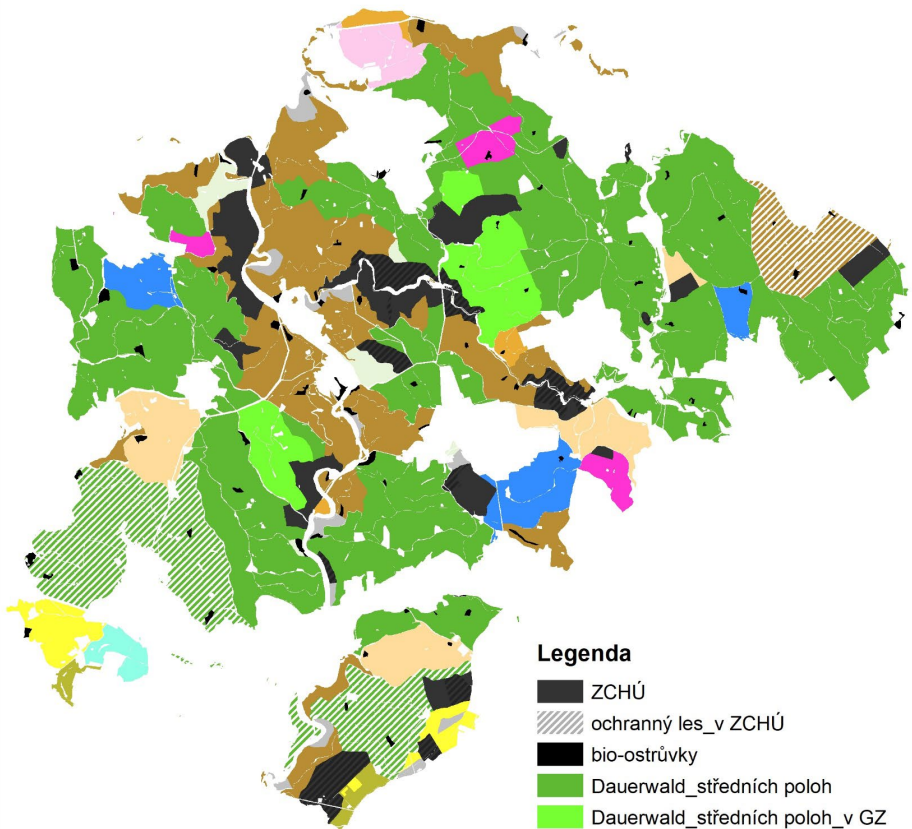 Legenda
ZCHÚ
ochranný les_v ZCHÚ
bio-ostrůvky
Dauerwald_středních poloh
Dauerwald_středních poloh_v GZ